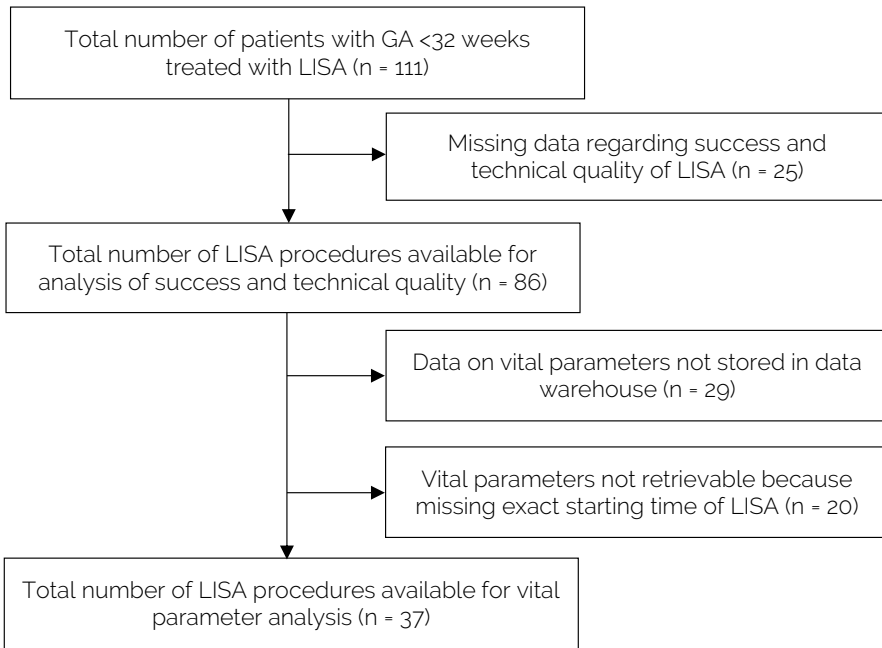 Total number of patients with GA <32 weeks
treated with LISA (n = 111)
Missing data regarding success and
technical quality of LISA (n = 25)
Total number of LISA procedures available for
analysis of success and technical quality (n = 86)
Data on vital parameters not stored in data
warehouse (n = 29)
Vital parameters not retrievable because
missing exact starting time of LISA (n = 20)
Total number of LISA procedures available for vital
parameter analysis (n = 37)